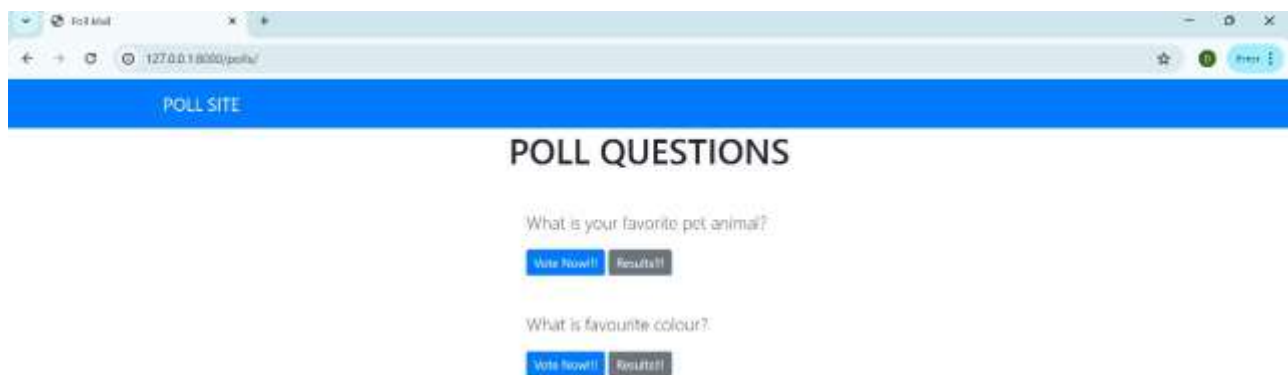 Poll Mall
127.0.0.1:8000/polls/
D
POLL SITE
POLL QUESTIONS
What is your favorite pet animal?
Vote Now!!! Results!!!
What is favourite colour?
Vote Now!!! Results!!!